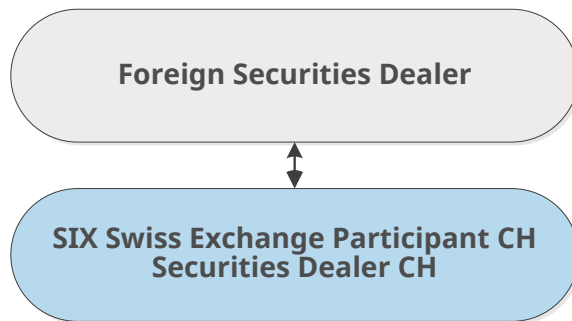 Foreign Securities Dealer
SIX Swiss Exchange Participant CH
Securities Dealer CH